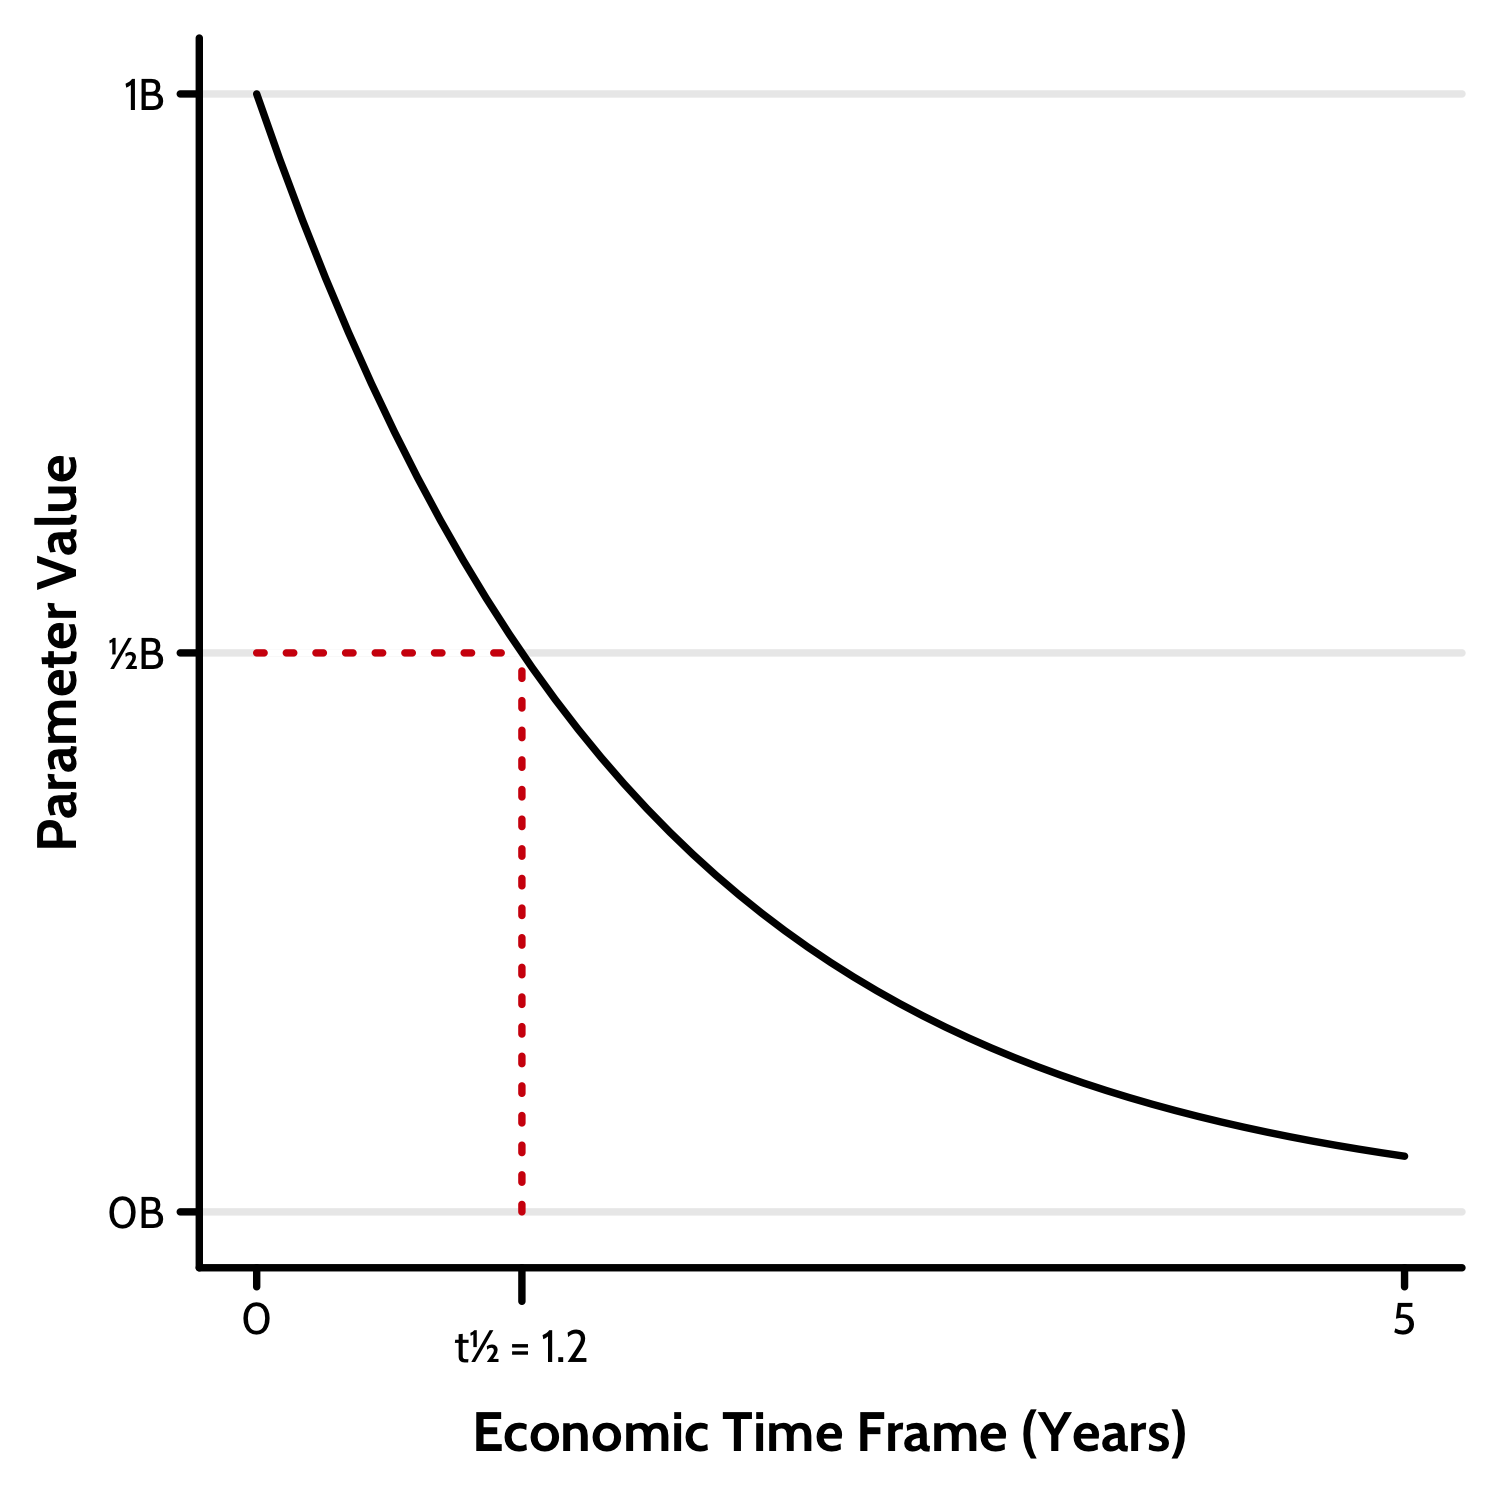 1B
½B
0B
Parameter Value
0
5
t½ = 1.2
Economic Time Frame (Years)